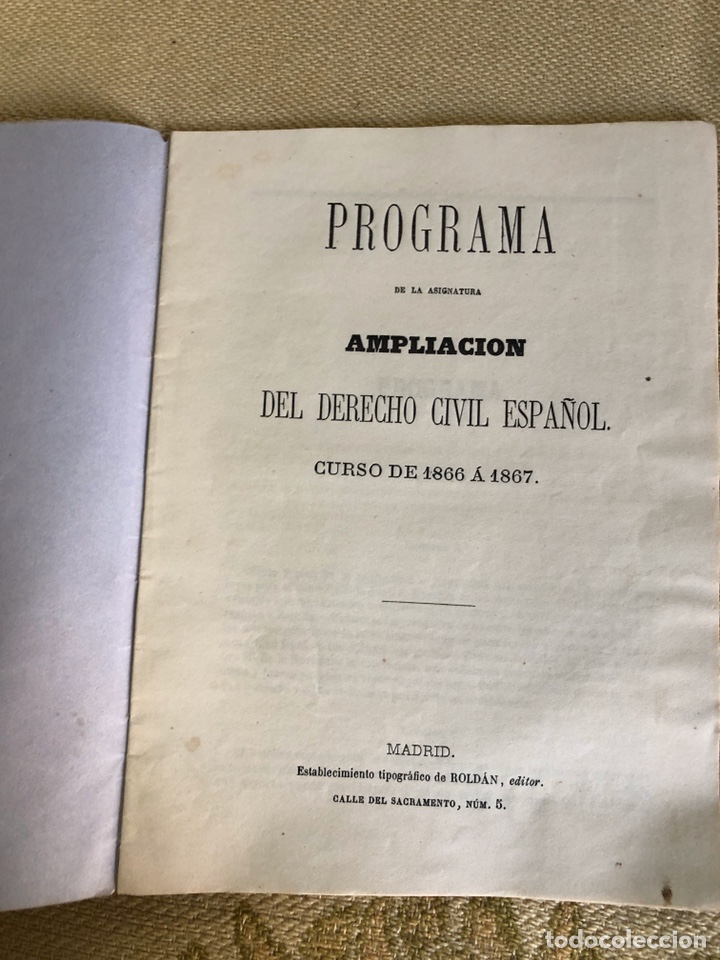 PROGRAMA
DE LA ASIGNATURA
AMPLIACION
DEL DERECHO CIVIL ESPAÑOL.
CURSO DE 1866 Á 1867.
MADRID.
Establecimiento tipográfico de ROLDÁN, editor.
CALLE DEL SACRAMENTO, NÚM. 5.
todocoleccion